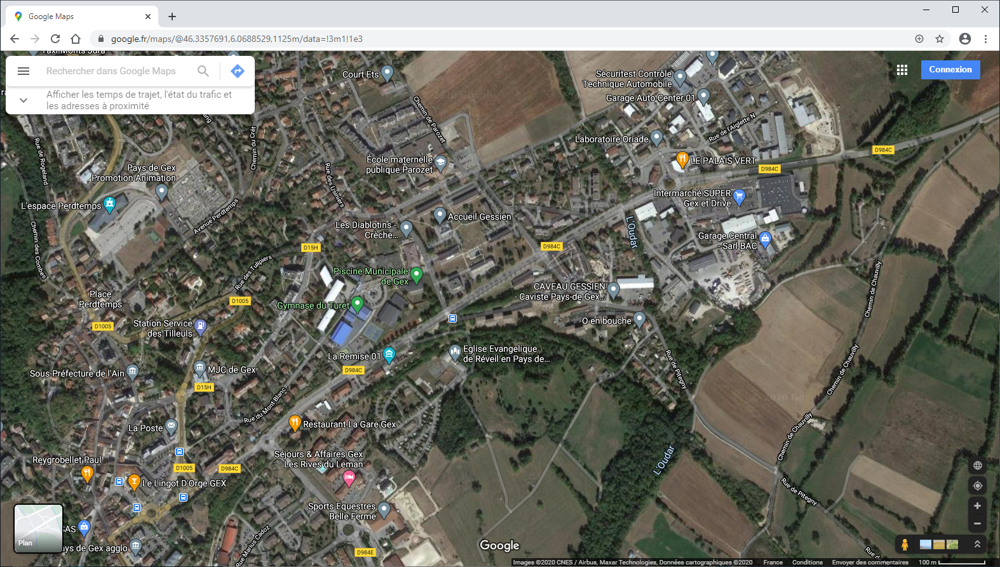 Google Maps
google.fr/maps/@46.3357691,6.0688529,1125m/data=!3m1!1e3
Taxi Monts Jura
Rechercher dans Google Maps
Connexion
Afficher les temps de trajet, l'état du trafic et
les adresses à proximité
Court Ets
Sécuritest Contrôle
Technique Automobile
Garage Auto Center 01
Chemin de Parozet
Rue de l'Aiglette N
Chemin du Crêt
Rue de Rogeland
Laboratoire Oriade
D984C
École maternelle
publique Parozet
LE PALAIS VERT
D984C
Pays de Gex
Promotion Animation
Rue des Usiniers
Intermarché SUPER
Gex et Drive
L'espace Perdtemps
Avenue Perdtemps
Accueil Gessien
Les Diablotins -
Crèche...
L'Oudar
Chemin des Combes
Garage Central
- Sarl BAC
D15H
D984C
Rue des Tulipiers
Piscine Municipale
de Gex
Chemin de Chauvilly
CAVEAU GESSIEN
- Caviste Pays-de-Gex...
Place
Perdtemps
D1005
Gymnase du Turet
O en bouche
D1005
Station Service
des Tilleuls
La Remise 01
Eglise Evangelique
de Réveil en Pays de...
Sous-Préfecture de l'Ain
MJC de Gex
D984C
Rue de Pitegny
Chemin de Chauvilly
D15H
Rue du Mont Blanc
La Poste
Restaurant La Gare Gex
Chemin de Chauvilly
Reygrobellet Paul
Séjours & Affaires Gex
Les Rives du Leman
L'Oudar
D1005
D984C
Le Lingot D'Orge GEX
Rue de Pitegny
Sports Equestres
Belle Ferme
SAS
Plan
ays de Gex agglo
Rue Marius Cadoz
D984E
Google
Rue de
Images ©2020 CNES / Airbus, Maxar Technologies, Données cartographiques ©2020
France
Conditions
Envoyer des commentaires
100 m